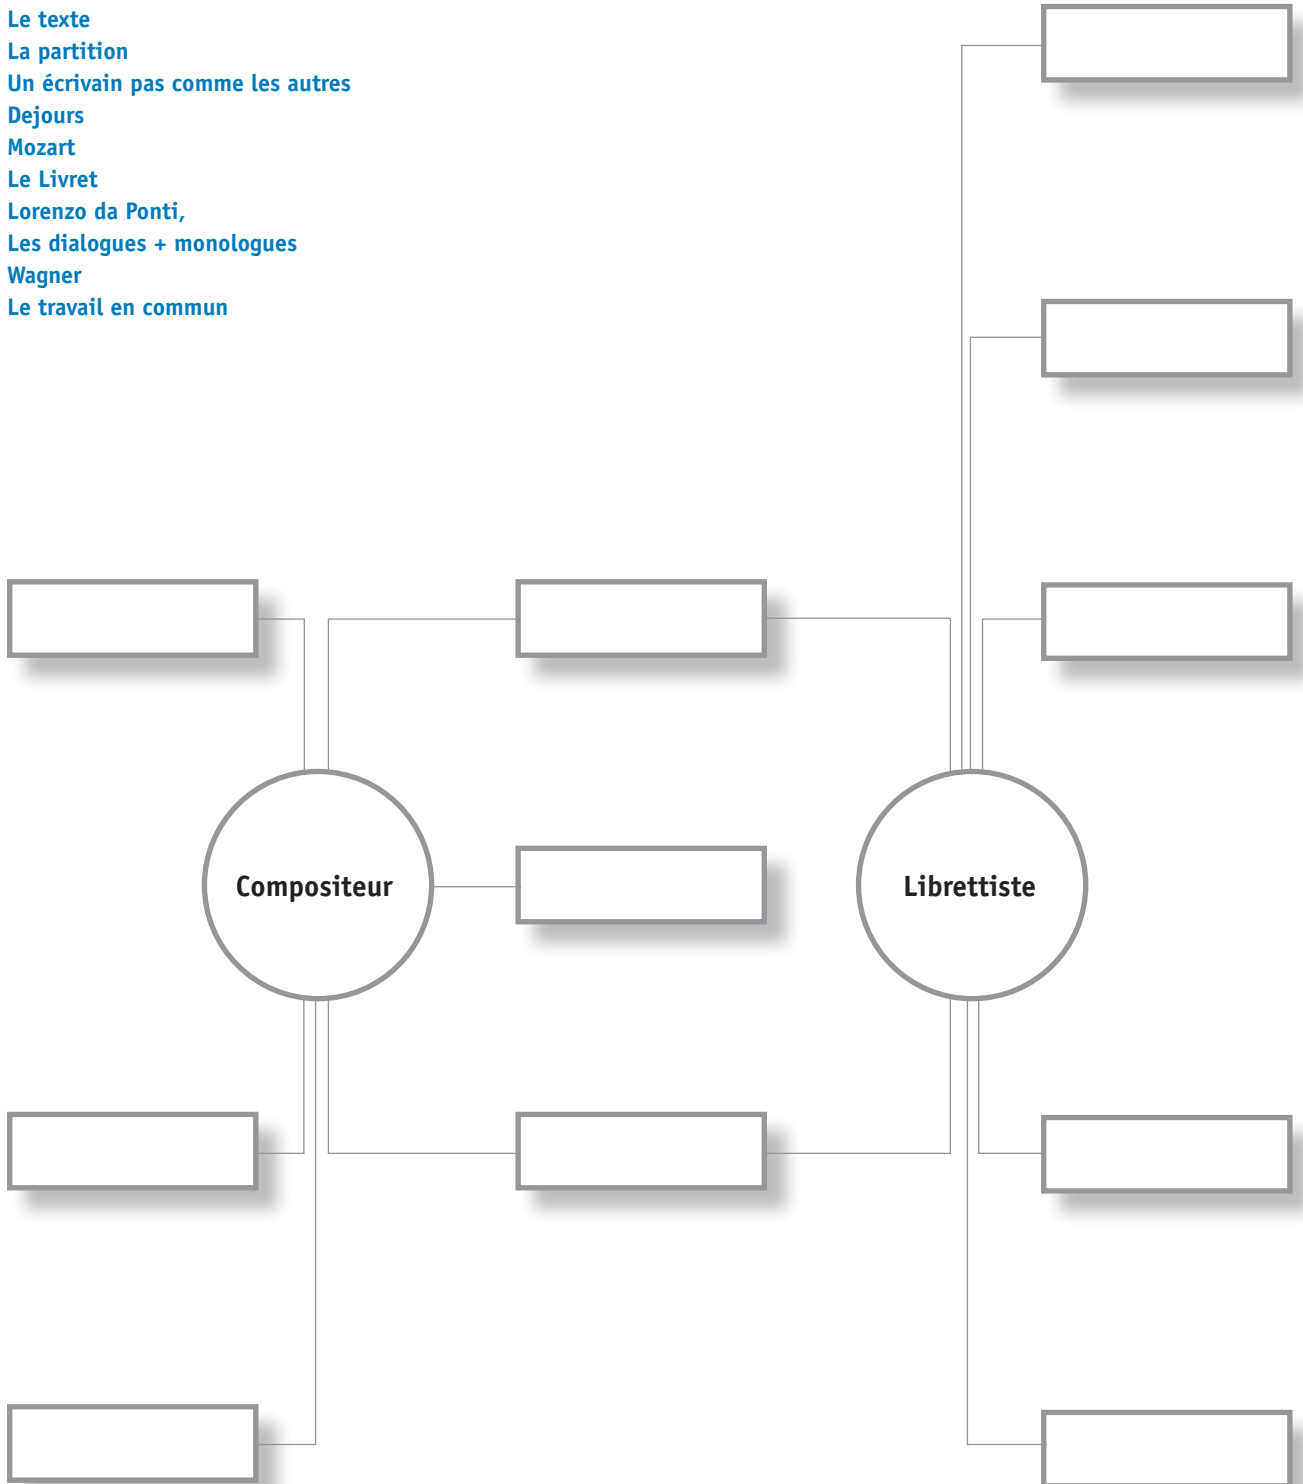 Le texte
La partition
Un écrivain pas comme les autres
Dejours
Mozart
Le Livret
Lorenzo da Ponti,
Les dialogues + monologues
Wagner
Le travail en commun
Compositeur
Librettiste